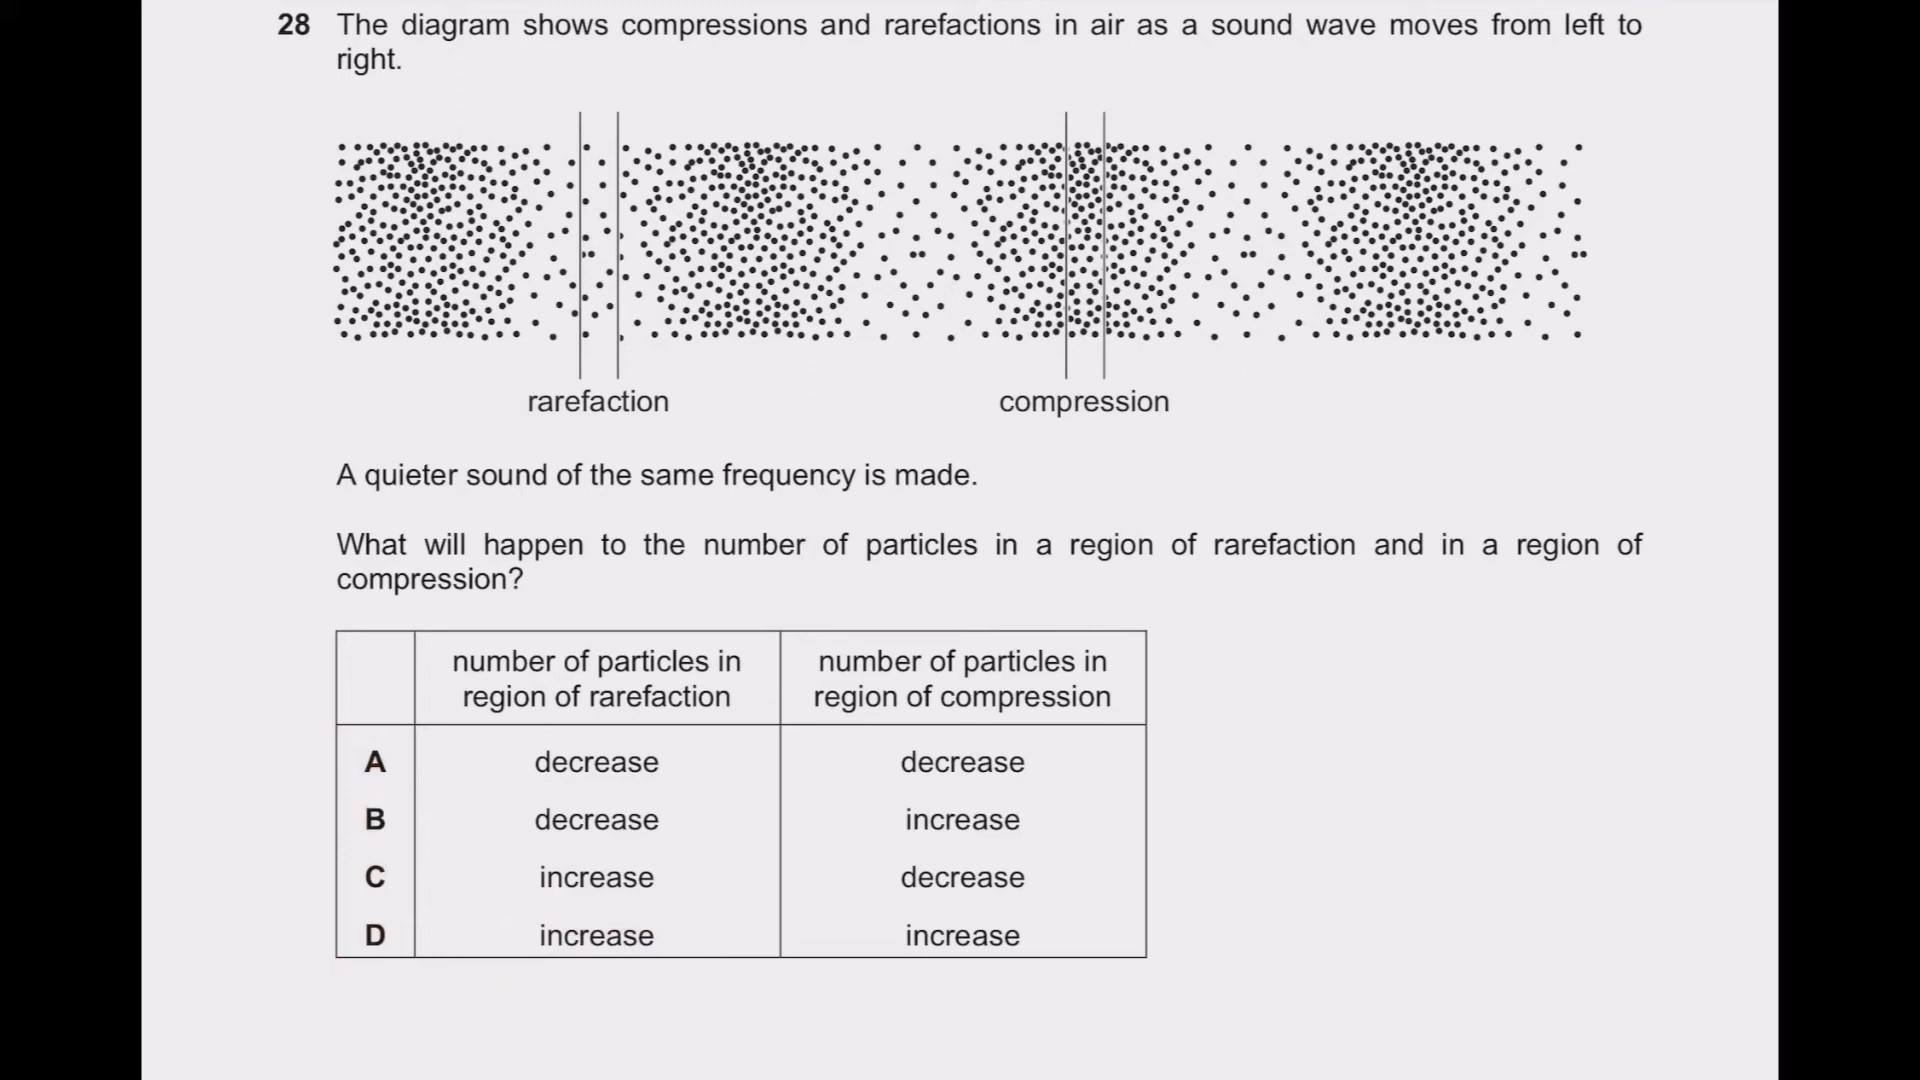 28 The diagram shows compressions and rarefactions in air as a sound wave moves from left to
right.
rarefaction
compression
A quieter sound of the same frequency is made.
What will happen to the number of particles in a region of rarefaction and in a region of
compression?
number of particles in
region of rarefaction
number of particles in
region of compression
A decrease decrease
B decrease increase
C increase decrease
D increase increase